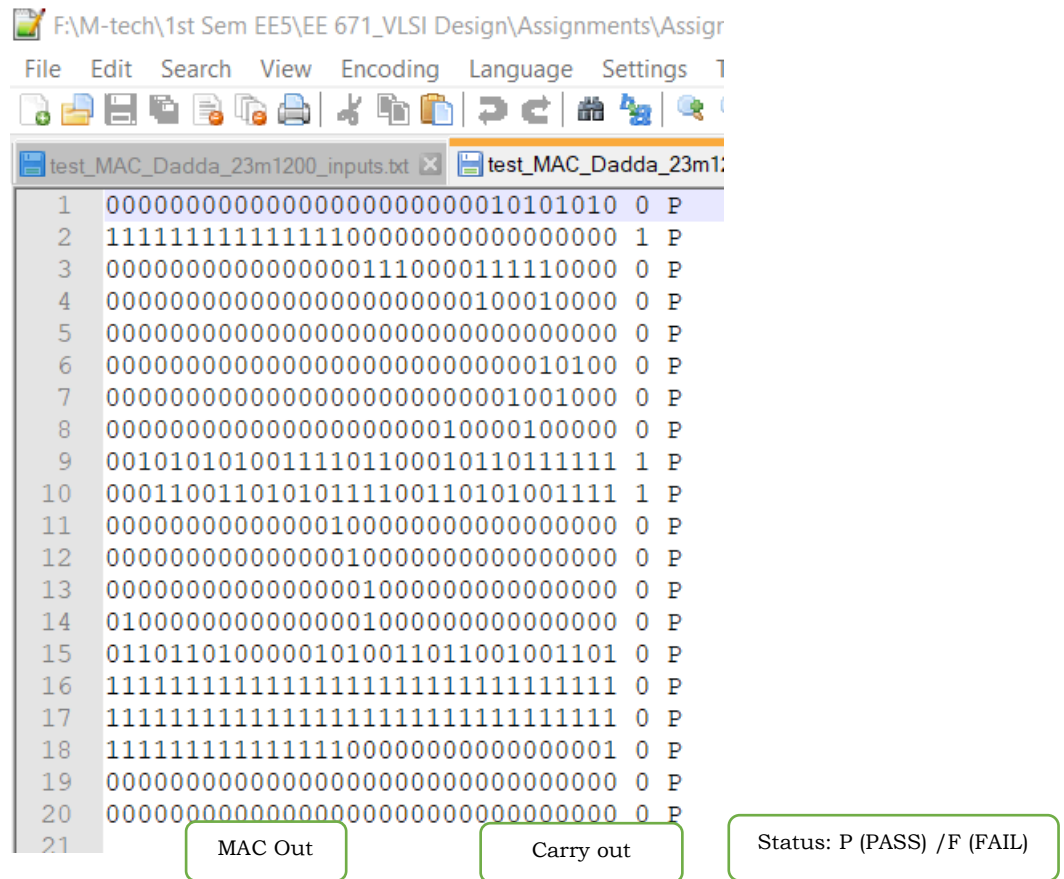 F:\M-tech\1st Sem EE5\EE 671_VLSI Design\Assignments\Assigr
File Edit Search View Encoding Language Settings T
test_MAC_Dadda_23m1200_inputs.txt test_MAC_Dadda_23m12
1 00000000000000000000000010101010 0 P
2 11111111111111100000000000000000 1 P
3 00000000000000001110000111110000 0 P
4 00000000000000000000000100010000 0 P
5 00000000000000000000000000000000 0 P
6 00000000000000000000000000010100 0 P
7 00000000000000000000000001001000 0 P
8 00000000000000000000010000100000 0 P
9 00101010100111101100010110111111 1 P
10 00011001101010111100110101001111 1 P
11 00000000000000100000000000000000 0 P
12 00000000000000010000000000000000 0 P
13 00000000000000001000000000000000 0 P
14 01000000000000001000000000000000 0 P
15 01101101000001010011011001001101 0 P
16 11111111111111111111111111111111 0 P
17 11111111111111111111111111111111 0 P
18 11111111111111100000000000000001 0 P
19 00000000000000000000000000000000 0 P
20 00000000000000000000000000000000 0 P
21
MAC Out Carry out Status: P (PASS) /F (FAIL)